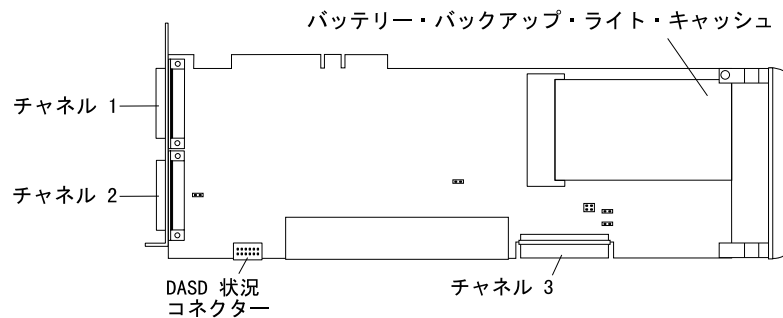 バッテリー・バックアップ・ライト・キャッシュ
チャネル 1
チャネル 2
DASD 状況
コネクター
チャネル 3